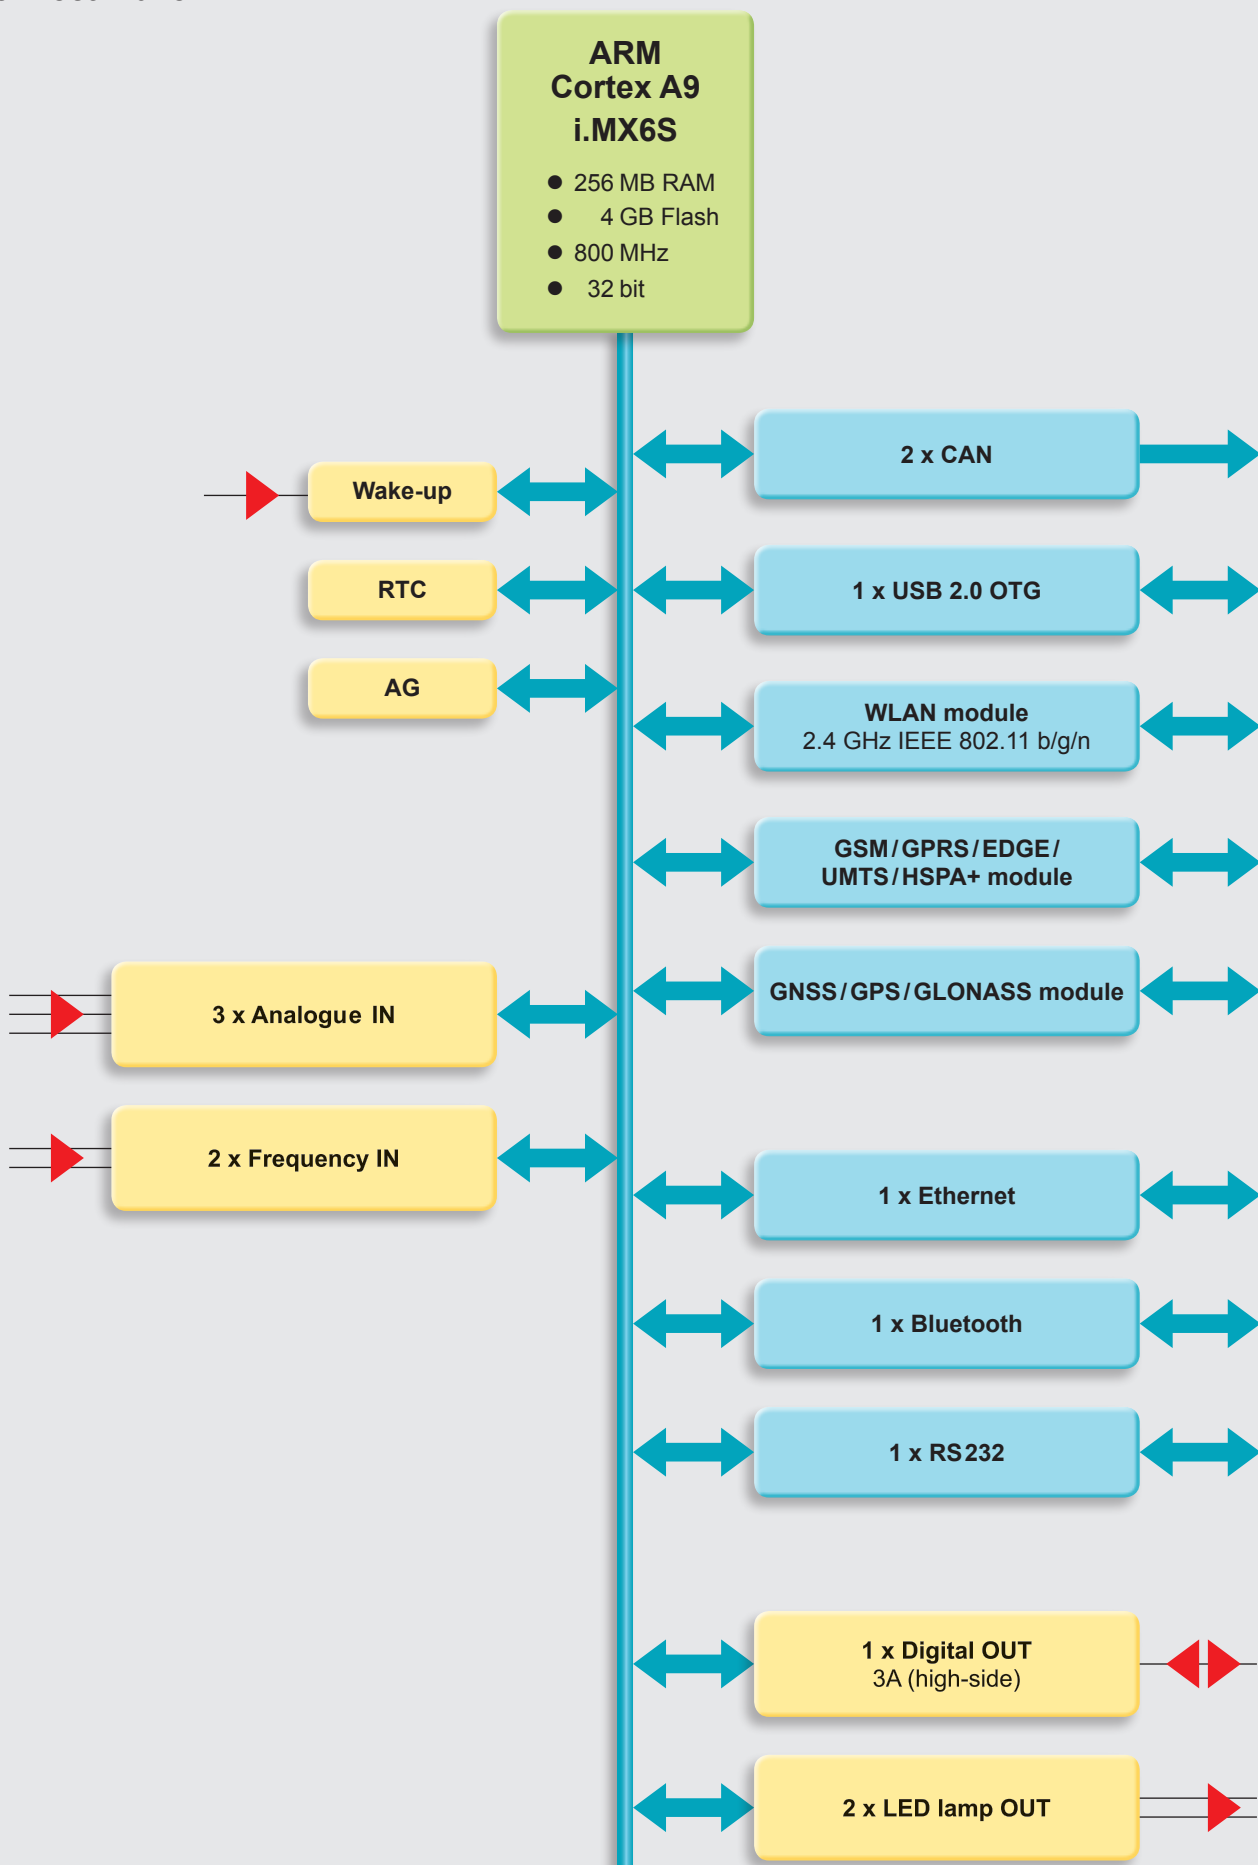 ARM
Cortex A9
i.MX6S
● 256 MB RAM
● 4 GB Flash
● 800 MHz
● 32 bit
2 x CAN
Wake-up
RTC
1 x USB 2.0 OTG
AG
WLAN module
2.4 GHz IEEE 802.11 b/g/n
GSM/GPRS/EDGE/
UMTS/HSPA+ module
GNSS/GPS/GLONASS module
3 x Analogue IN
2 x Frequency IN
1 x Ethernet
1 x Bluetooth
1 x RS232
1 x Digital OUT
3A (high-side)
2 x LED lamp OUT